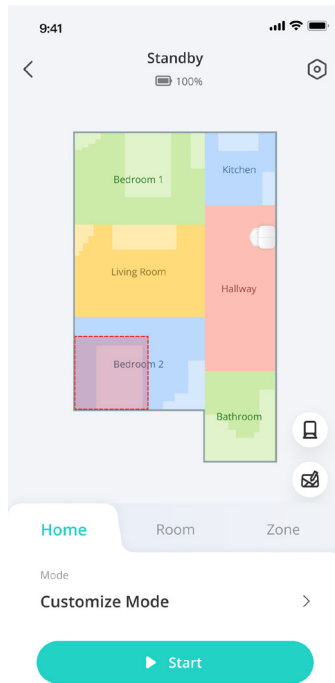 9:41
Standby
100%
Bedroom 1
Kitchen
Living Room
Hallway
Bedroom 2
Bathroom
Home Room Zone
Mode
Customize Mode
Start